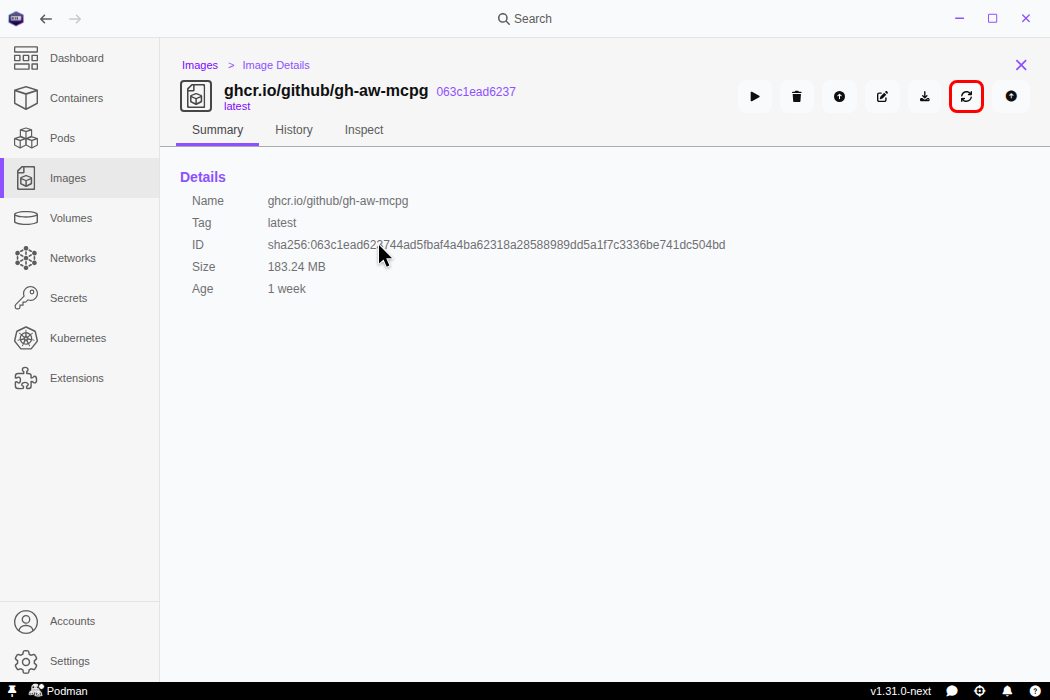 Search
Dashboard
Containers
Pods
Images
Volumes
Networks
Secrets
Kubernetes
Extensions
Accounts
Settings
Images > Image Details
ghcr.io/github/gh-aw-mcpg 063c1ead6237
latest
Summary History Inspect
Details
Name ghcr.io/github/gh-aw-mcpg
Tag latest
ID sha256:063c1ead623744ad5fbaf4a4ba62318a28588989dd5a1f7c3336be741dc504bd
Size 183.24 MB
Age 1 week
Podman
v1.31.0-next